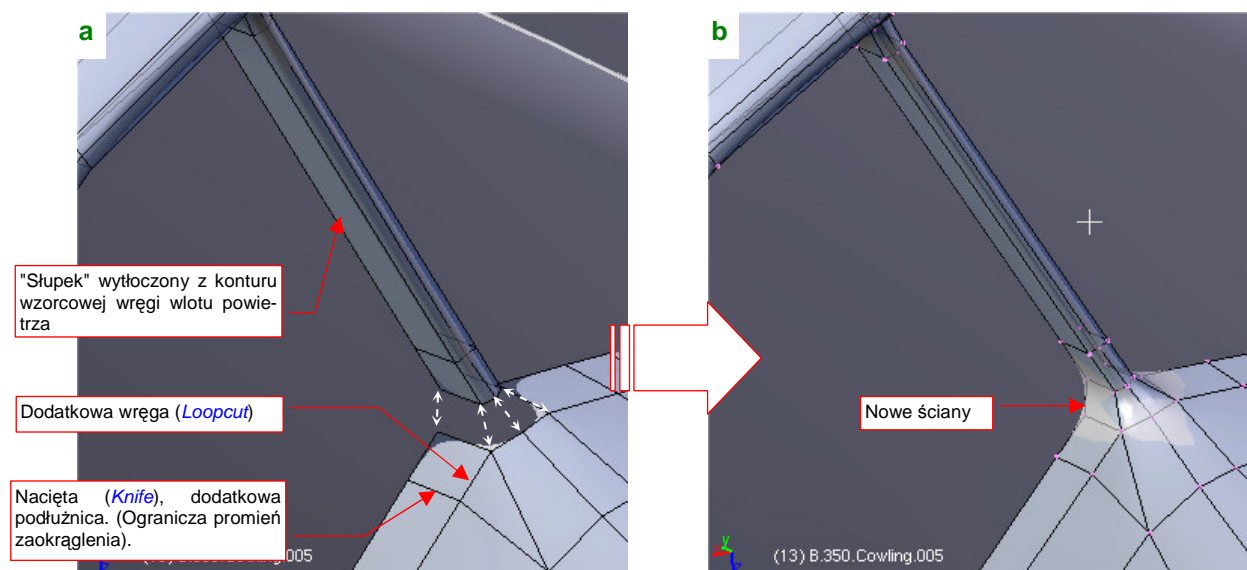 a
b
"Słupek" wytłoczony z konturu
wzorcowej wręgi wlotu powie-
trza
Dodatkowa wręga (Loopcut)
Nowe ściany
Nacięta (Knife), dodatkowa
podłużnica. (Ogranicza promień
zaokrąglenia).
.005
y
(13) B.350.Cowling.005